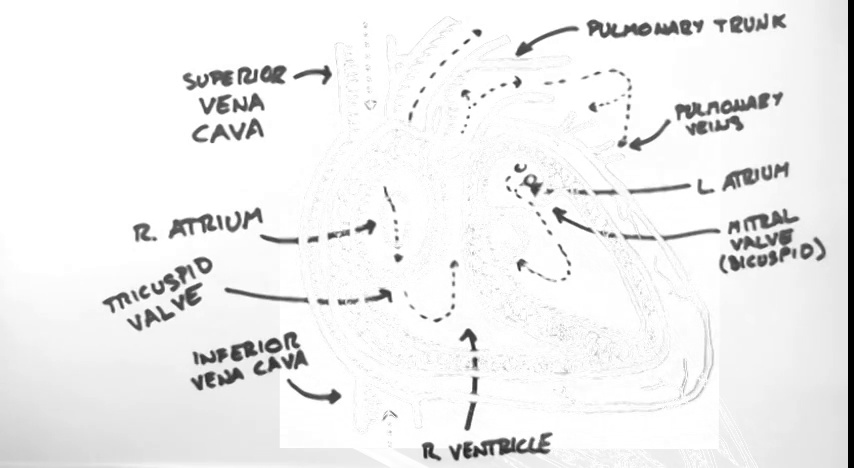 PULMONARY TRUNK
SUPERIOR
VENA
CAVA
PULMONARY
VEINS
L. ATRIUM
R. ATRIUM
MITRAL
VALVE
(BICUSPID)
TRICUSPID
VALVE
INFERIOR
VENA CAVA
R. VENTRICLE